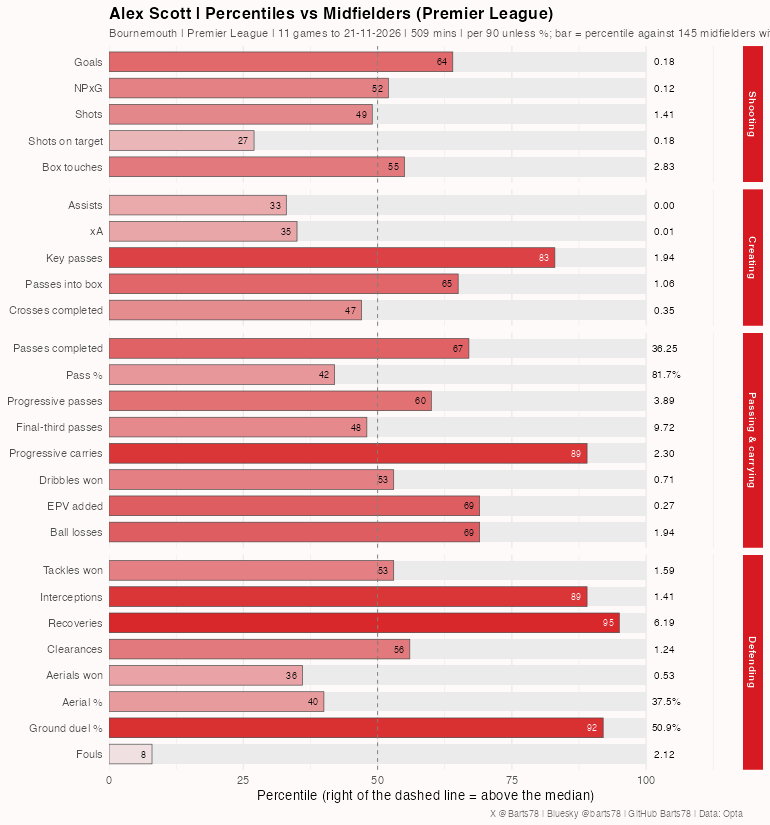 Alex Scott | Percentiles vs Midfielders (Premier League)
Bournemouth | Premier League | 11 games to 21-11-2026 | 509 mins | per 90 unless %; bar = percentile against 145 midfielders wi
Shooting
Goals 64 0.18
NPxG 52 0.12
Shots 49 1.41
Shots on target 27 0.18
Box touches 55 2.83
Creating
Assists 33 0.00
xA 35 0.01
Key passes 83 1.94
Passes into box 65 1.06
Crosses completed 47 0.35
Passing & carrying
Passes completed 67 36.25
Pass % 42 81.7%
Progressive passes 60 3.89
Final-third passes 48 9.72
Progressive carries 89 2.30
Dribbles won 53 0.71
EPV added 69 0.27
Ball losses 69 1.94
Defending
Tackles won 53 1.59
Interceptions 89 1.41
Recoveries 95 6.19
Clearances 56 1.24
Aerials won 36 0.53
Aerial % 40 37.5%
Ground duel % 92 50.9%
Fouls 8 2.12
0 25 50 75 100
Percentile (right of the dashed line = above the median)
X @Barts78 | Bluesky @barts78 | GitHub Barts78 | Data: Opta